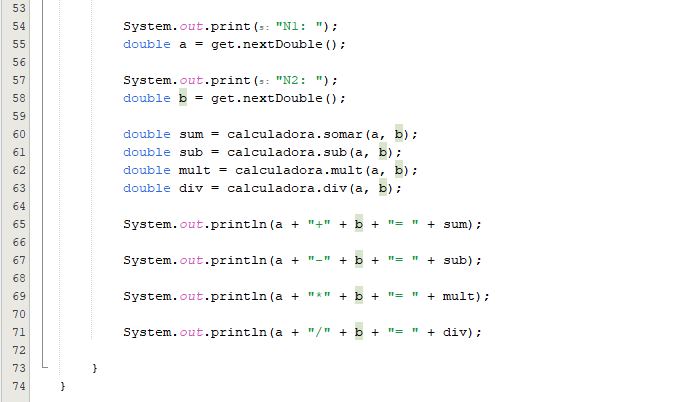 53
54 System.out.print(s: "N1: ");
55 double a = get.nextDouble();
56
57 System.out.print(s: "N2: ");
58 double b = get.nextDouble();
59
60 double sum = calculadora.somar(a, b);
61 double sub = calculadora.sub(a, b);
62 double mult = calculadora.mult(a, b);
63 double div = calculadora.div(a, b);
64
65 System.out.println(a + "+" + b + "= " + sum);
66
67 System.out.println(a + "-" + b + "= " + sub);
68
69 System.out.println(a + "*" + b + "= " + mult);
70
71 System.out.println(a + "/" + b + "= " + div);
72
73 }
74 }